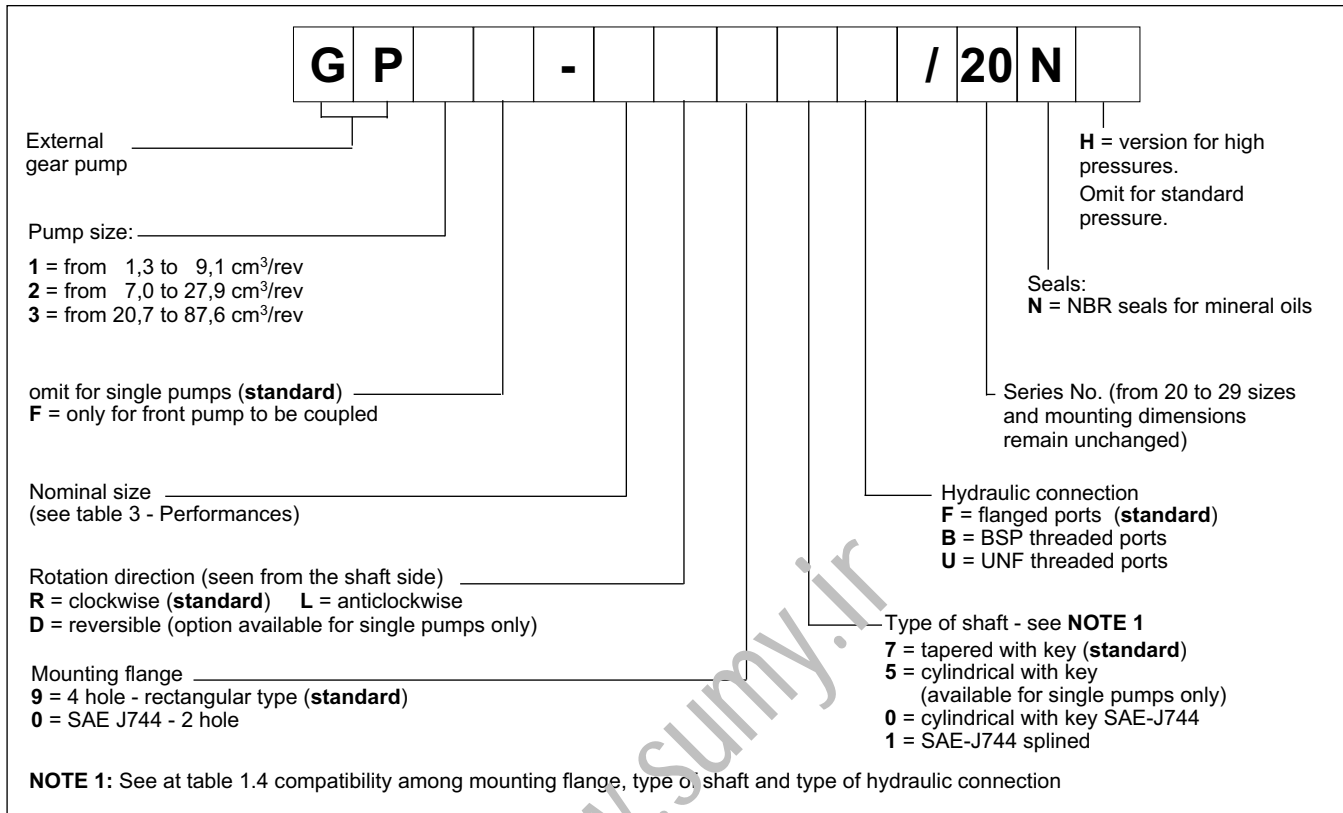 G P - / 20 N
External
gear pump
H = version for high
pressures.
Omit for standard
pressure.
Pump size:
1 = from 1,3 to 9,1 cm³/rev
2 = from 7,0 to 27,9 cm³/rev
3 = from 20,7 to 87,6 cm³/rev
Seals:
N = NBR seals for mineral oils
omit for single pumps (standard)
F = only for front pump to be coupled
Series No. (from 20 to 29 sizes
and mounting dimensions
remain unchanged)
Nominal size
(see table 3 - Performances)
Hydraulic connection
F = flanged ports (standard)
B = BSP threaded ports
U = UNF threaded ports
Rotation direction (seen from the shaft side)
R = clockwise (standard) L = anticlockwise
D = reversible (option available for single pumps only)
Type of shaft - see NOTE 1
7 = tapered with key (standard)
5 = cylindrical with key
(available for single pumps only)
0 = cylindrical with key SAE-J744
1 = SAE-J744 splined
Mounting flange
9 = 4 hole - rectangular type (standard)
0 = SAE J744 - 2 hole
NOTE 1: See at table 1.4 compatibility among mounting flange, type of shaft and type of hydraulic connection
.sumy.ir